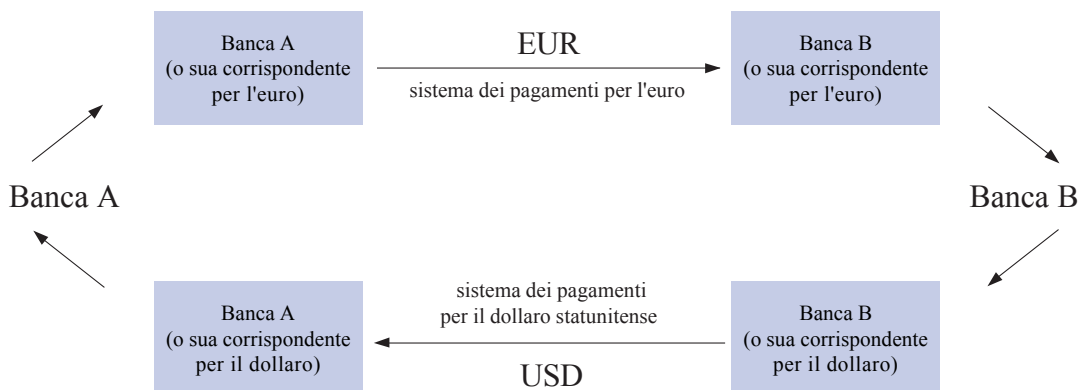 Banca A
(o sua corrispondente
per l'euro)
EUR
sistema dei pagamenti per l'euro
Banca B
(o sua corrispondente
per l'euro)
Banca A
Banca B
Banca A
(o sua corrispondente
per il dollaro)
sistema dei pagamenti
per il dollaro statunitense
USD
Banca B
(o sua corrispondente
per il dollaro)